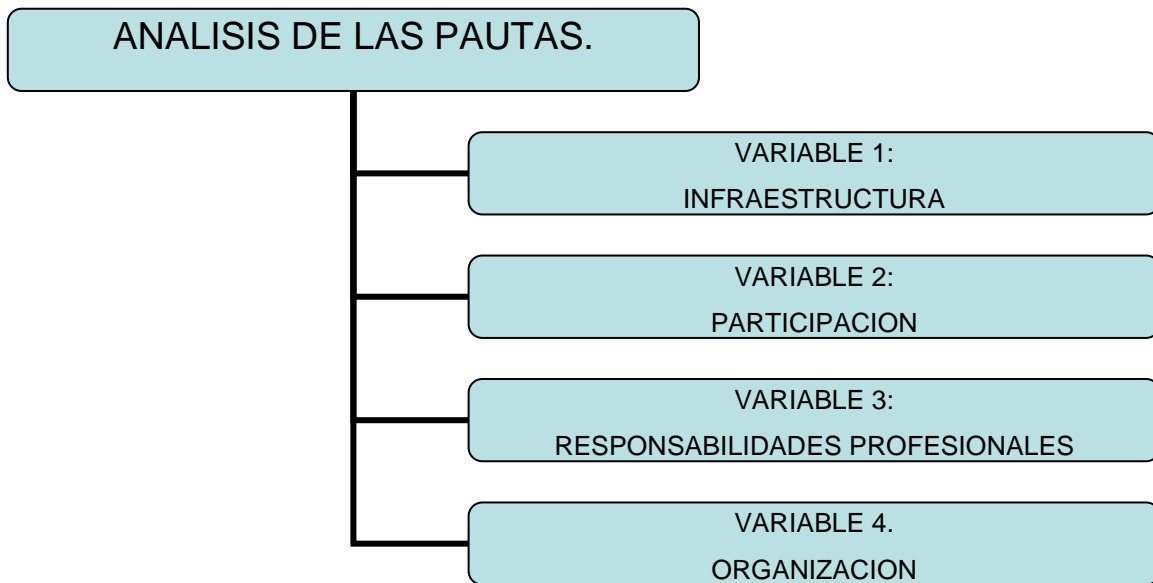 ANALISIS DE LAS PAUTAS.
VARIABLE 1:
INFRAESTRUCTURA
VARIABLE 2:
PARTICIPACION
VARIABLE 3:
RESPONSABILIDADES PROFESIONALES
VARIABLE 4.
ORGANIZACION